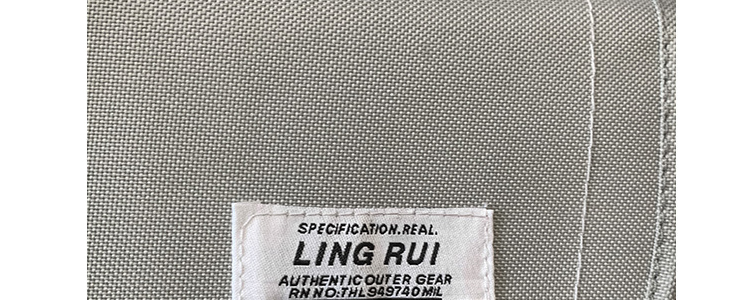 SPECIFICATION.REAL.
LING RUI
AUTHENTIC OUTER GEAR
RN NO:THL949740MIL